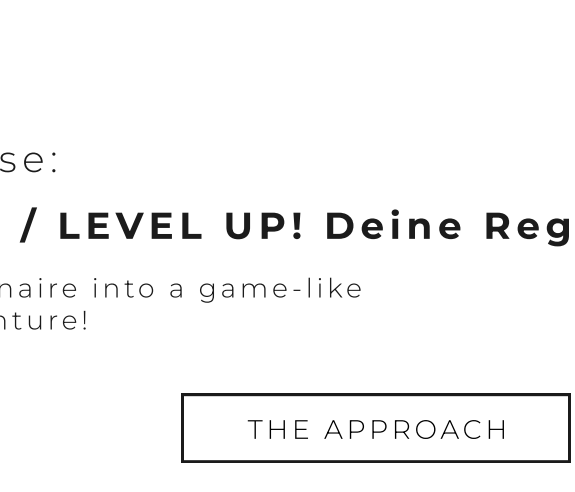 se:
/ LEVEL UP! Deine Reg
naire into a game-like
nture!
THE APPROACH